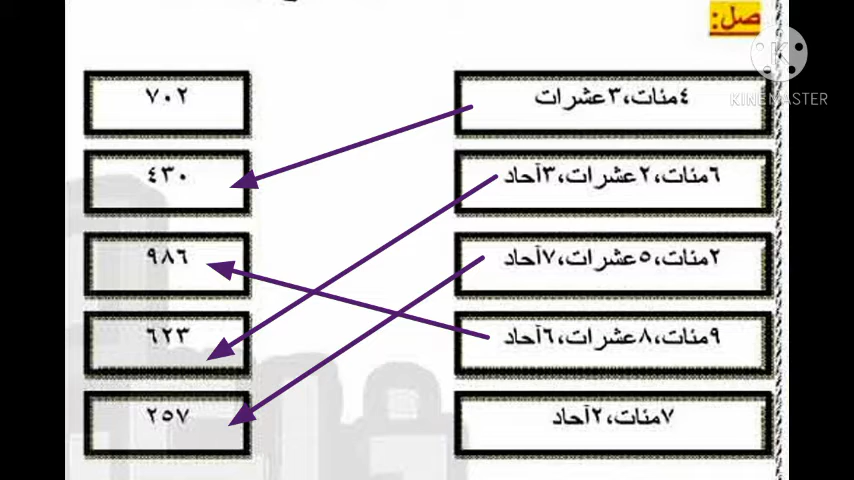 صل:
KINEMASTER
٤مئات،٣عشرات
٧٠٢
٦مئات،٢عشرات،٣آحاد
٤٣٠
٢مئات،٥عشرات،٧آحاد
٩٨٦
٩مئات،٨عشرات،٦آحاد
٦٢٣
٧مئات،٢آحاد
٢٥٧